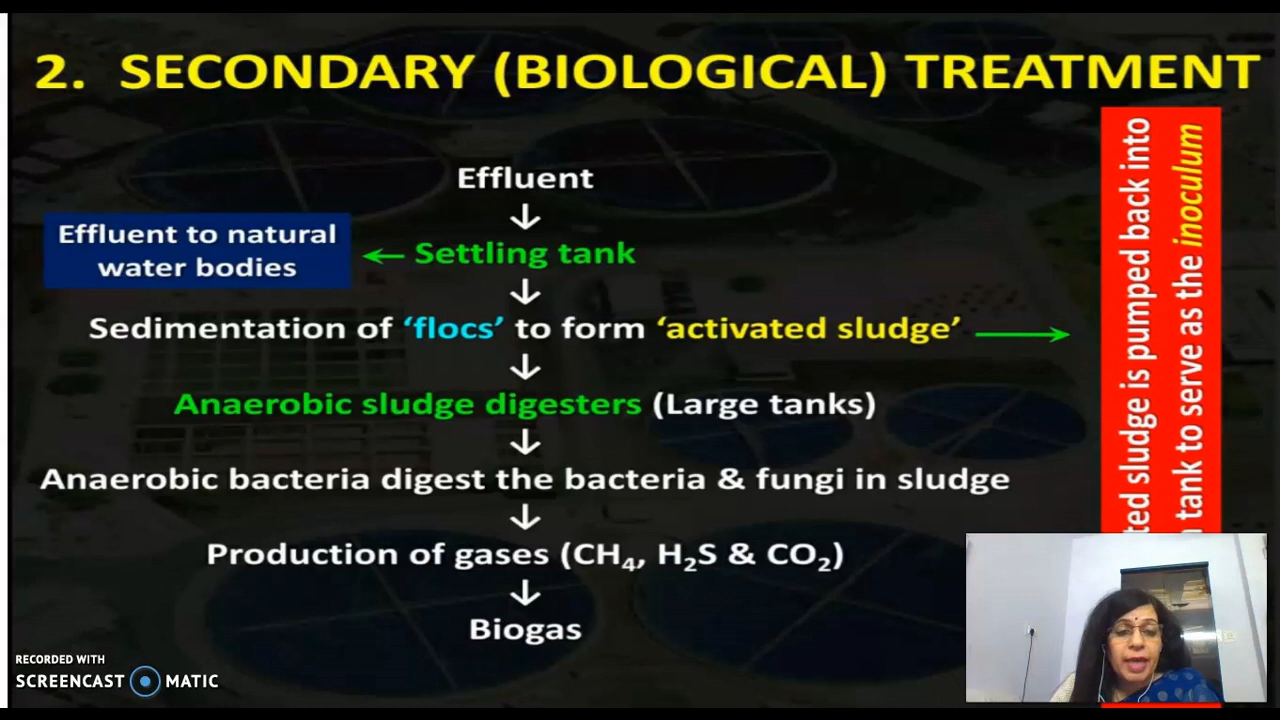 2. SECONDARY (BIOLOGICAL) TREATMENT
Effluent
↓
Effluent to natural
water bodies
← Settling tank
↓
Sedimentation of ‘flocs’ to form ‘activated sludge’ →
↓
Anaerobic sludge digesters (Large tanks)
↓
Anaerobic bacteria digest the bacteria & fungi in sludge
↓
Production of gases (CH₄, H₂S & CO₂)
↓
Biogas
sludge is pumped back into
tank to serve as the inoculum
RECORDED WITH
SCREENCAST MATIC